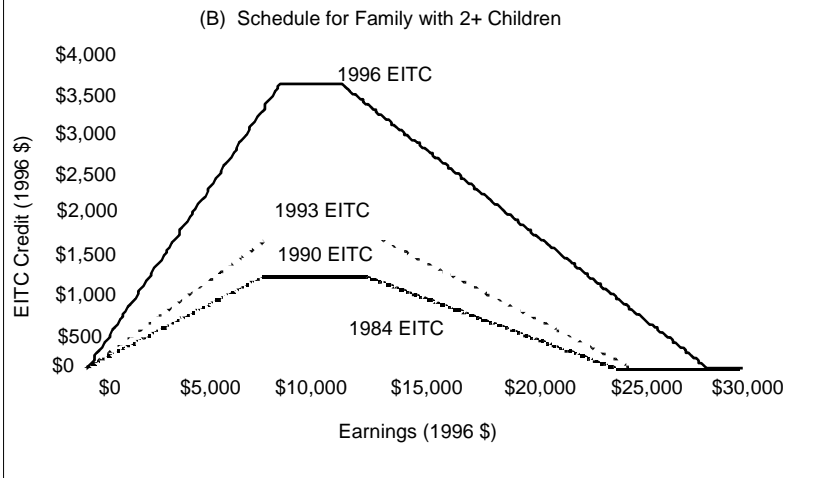 (B) Schedule for Family with 2+ Children
$4,000
1996 EITC
$3,500
$3,000
$2,500
$2,000
1993 EITC
$1,500
1990 EITC
$1,000
1984 EITC
$500
$0
EITC Credit (1996 $)
$0 $5,000 $10,000 $15,000 $20,000 $25,000 $30,000
Earnings (1996 $)